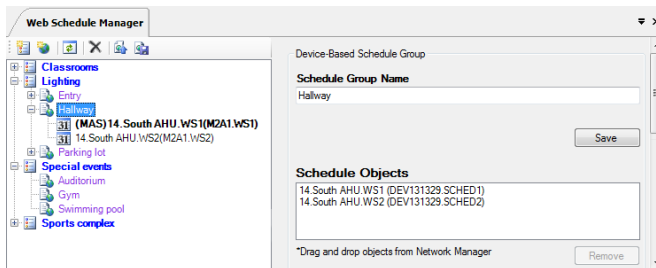 Web Schedule Manager
Classrooms
Lighting
Entry
Hallway
31 (MAS)14.South AHU.WS1(M2A1.WS1)
31 14.South AHU.WS2(M2A1.WS2)
Parking lot
Special events
Auditorium
Gym
Swimming pool
Sports complex
Device-Based Schedule Group
Schedule Group Name
Hallway
Save
Schedule Objects
14.South AHU.WS1 (DEV131329.SCHED1)
14.South AHU.WS2 (DEV131329.SCHED2)
*Drag and drop objects from Network Manager
Remove